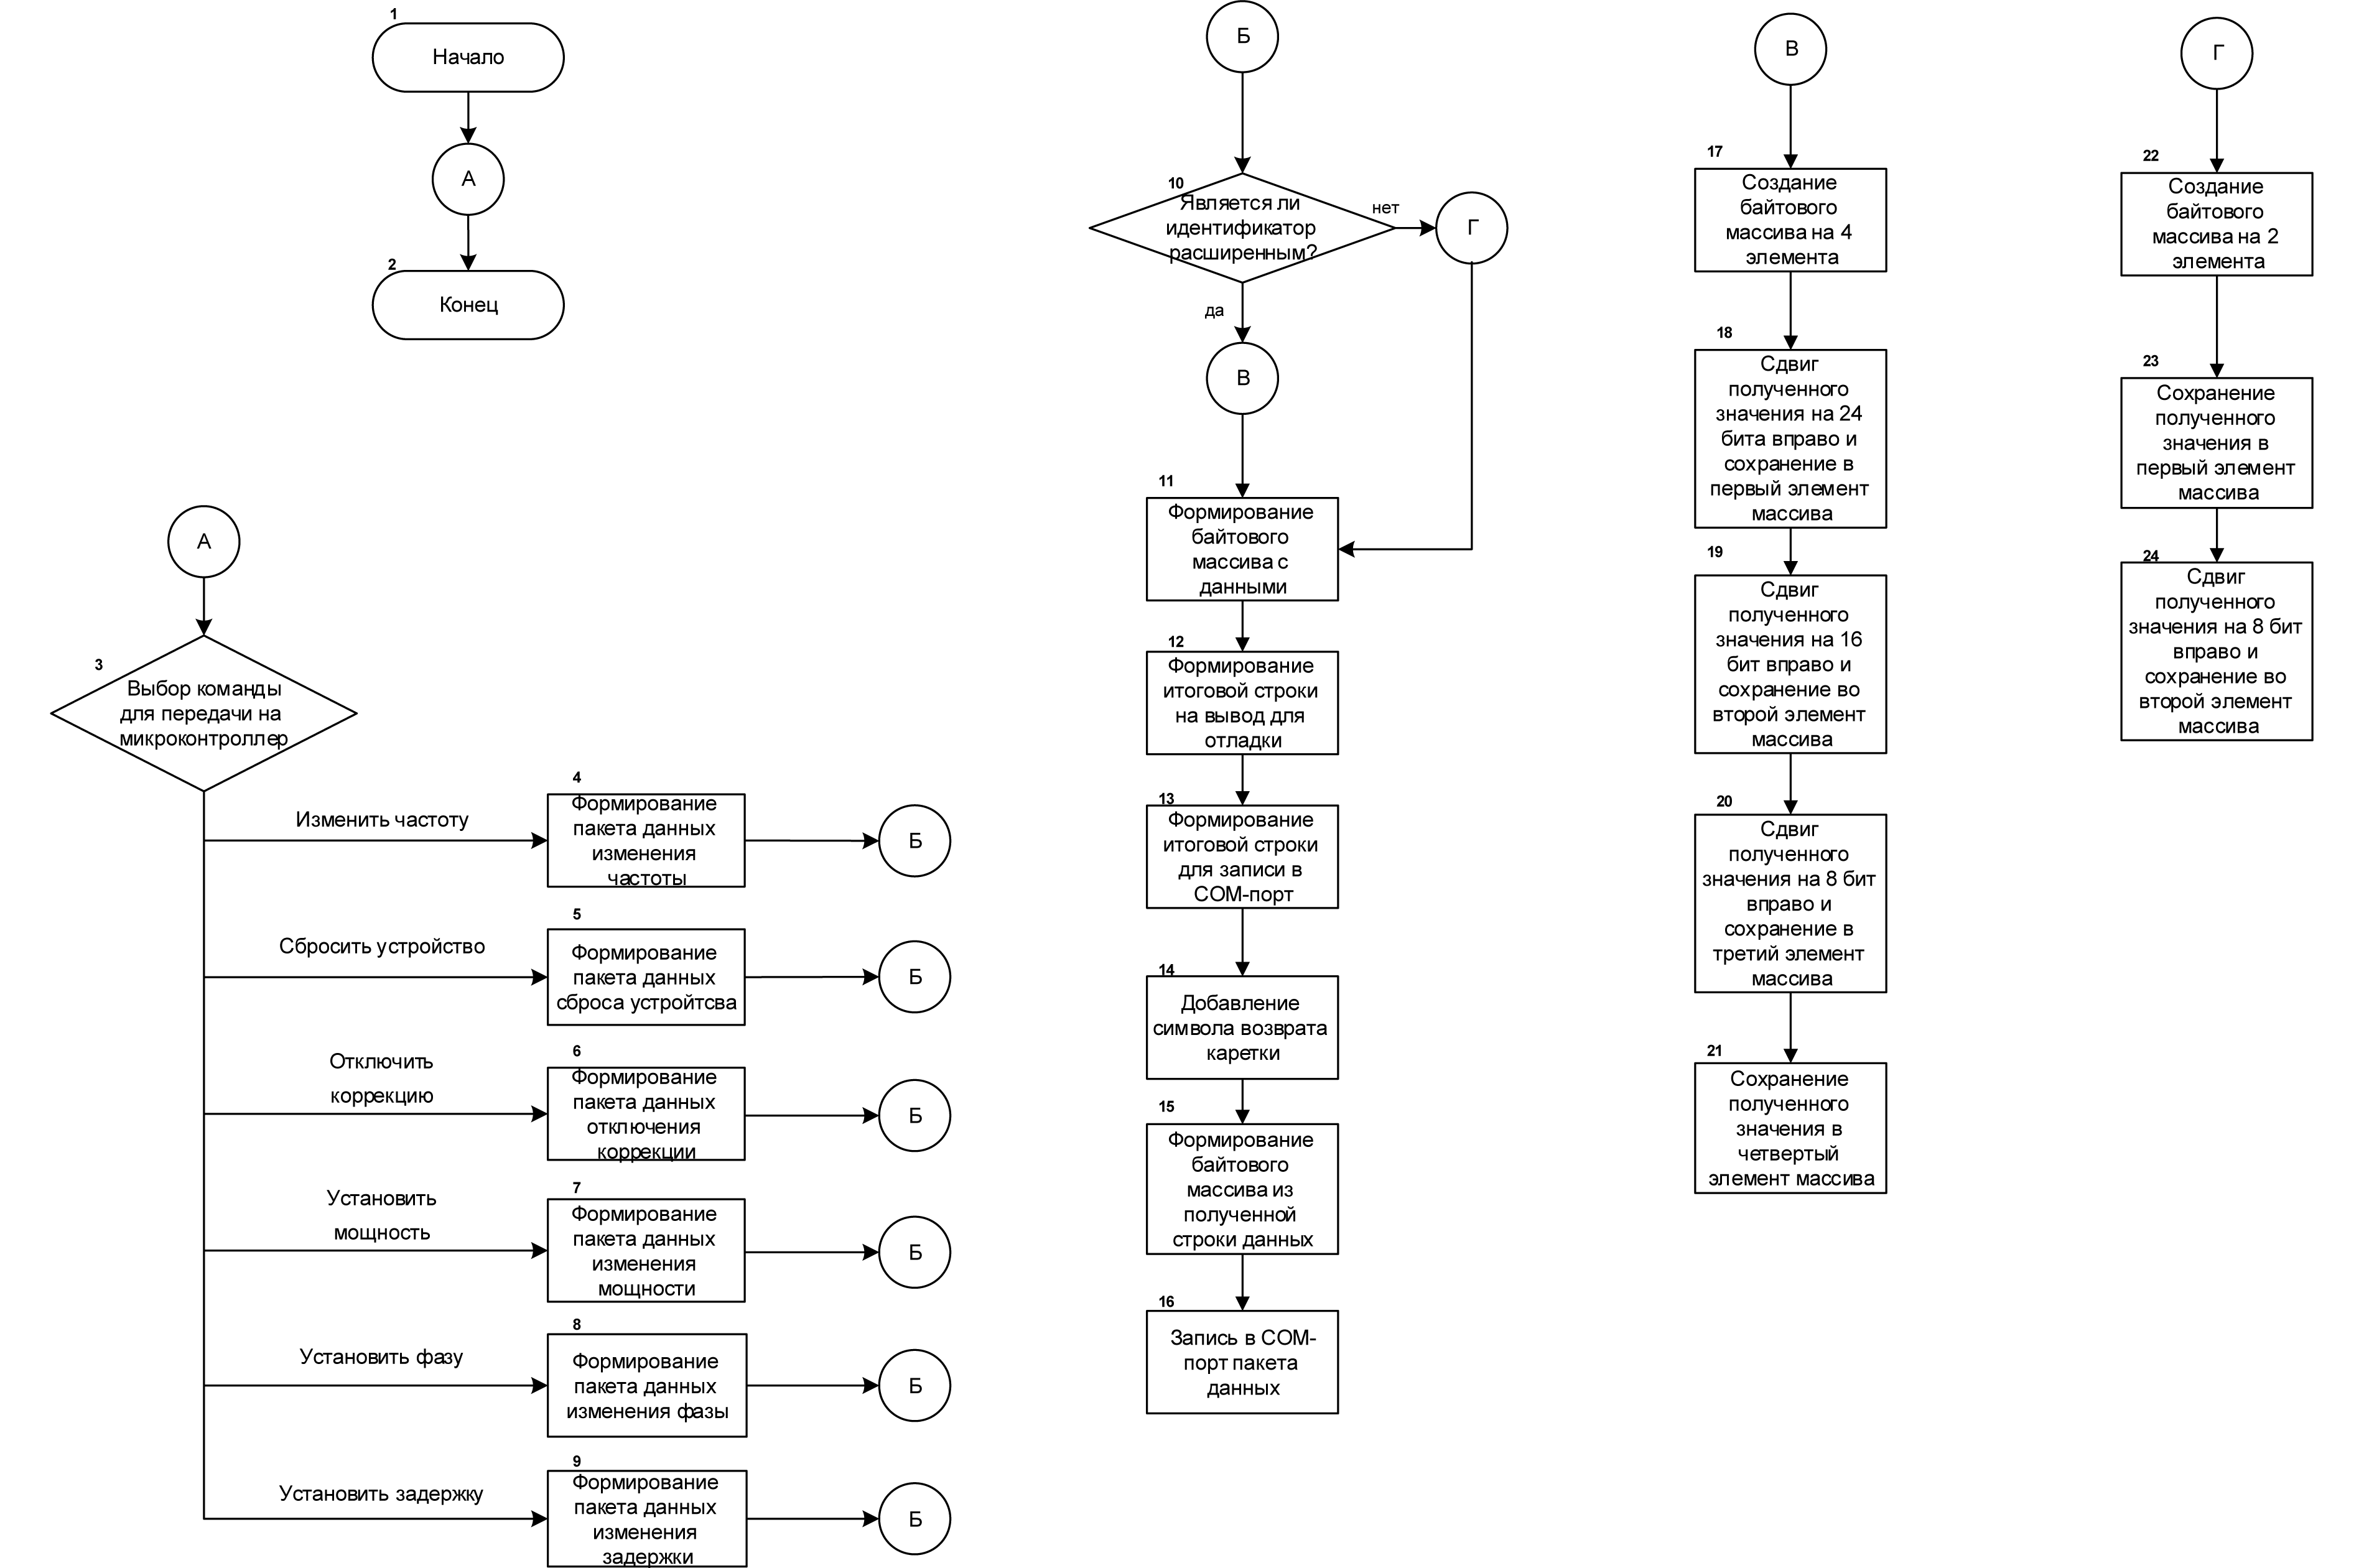 1
Начало
А
2
Конец
А
3
Выбор команды
для передачи на
микроконтроллер
Изменить частоту
4
Формирование
пакета данных
изменения
частоты
Б
Сбросить устройство
5
Формирование
пакета данных
сброса устройтсва
Б
Отключить
коррекцию
6
Формирование
пакета данных
отключения
коррекции
Б
Установить
мощность
7
Формирование
пакета данных
изменения
мощности
Б
Установить фазу
8
Формирование
пакета данных
изменения фазы
Б
Установить задержку
9
Формирование
пакета данных
изменения
задержки
Б
Б
10
Является ли
идентификатор
расширенным?
нет
Г
да
В
11
Формирование
байтового
массива с
данными
12
Формирование
итоговой строки
на вывод для
отладки
13
Формирование
итоговой строки
для записи в
COM-порт
14
Добавление
символа возврата
каретки
15
Формирование
байтового
массива из
полученной
строки данных
16
Запись в COM-
порт пакета
данных
В
17
Создание
байтового
массива на 4
элемента
18
Сдвиг
полученного
значения на 24
бита вправо и
сохранение в
первый элемент
массива
19
Сдвиг
полученного
значения на 16
бит вправо и
сохранение во
второй элемент
массива
20
Сдвиг
полученного
значения на 8 бит
вправо и
сохранение в
третий элемент
массива
21
Сохранение
полученного
значения в
четвертый
элемент массива
Г
22
Создание
байтового
массива на 2
элемента
23
Сохранение
полученного
значения в
первый элемент
массива
24
Сдвиг
полученного
значения на 8 бит
вправо и
сохранение во
второй элемент
массива